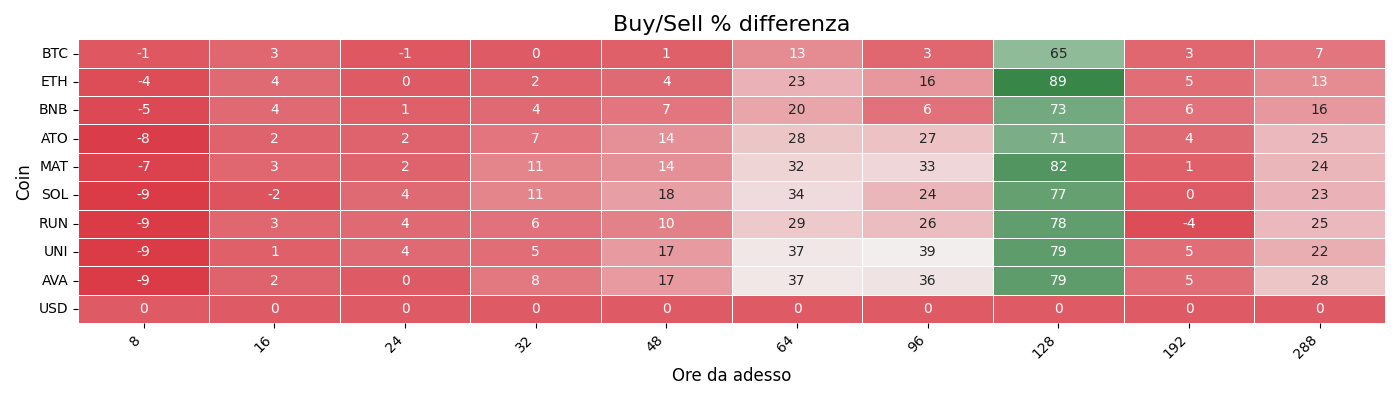 Buy/Sell % differenza
Coin
BTC -1 3 -1 0 1 13 3 65 3 7
ETH -4 4 0 2 4 23 16 89 5 13
BNB -5 4 1 4 7 20 6 73 6 16
ATO -8 2 2 7 14 28 27 71 4 25
MAT -7 3 2 11 14 32 33 82 1 24
SOL -9 -2 4 11 18 34 24 77 0 23
RUN -9 3 4 6 10 29 26 78 -4 25
UNI -9 1 4 5 17 37 39 79 5 22
AVA -9 2 0 8 17 37 36 79 5 28
USD 0 0 0 0 0 0 0 0 0 0
8 16 24 32 48 64 96 128 192 288
Ore da adesso